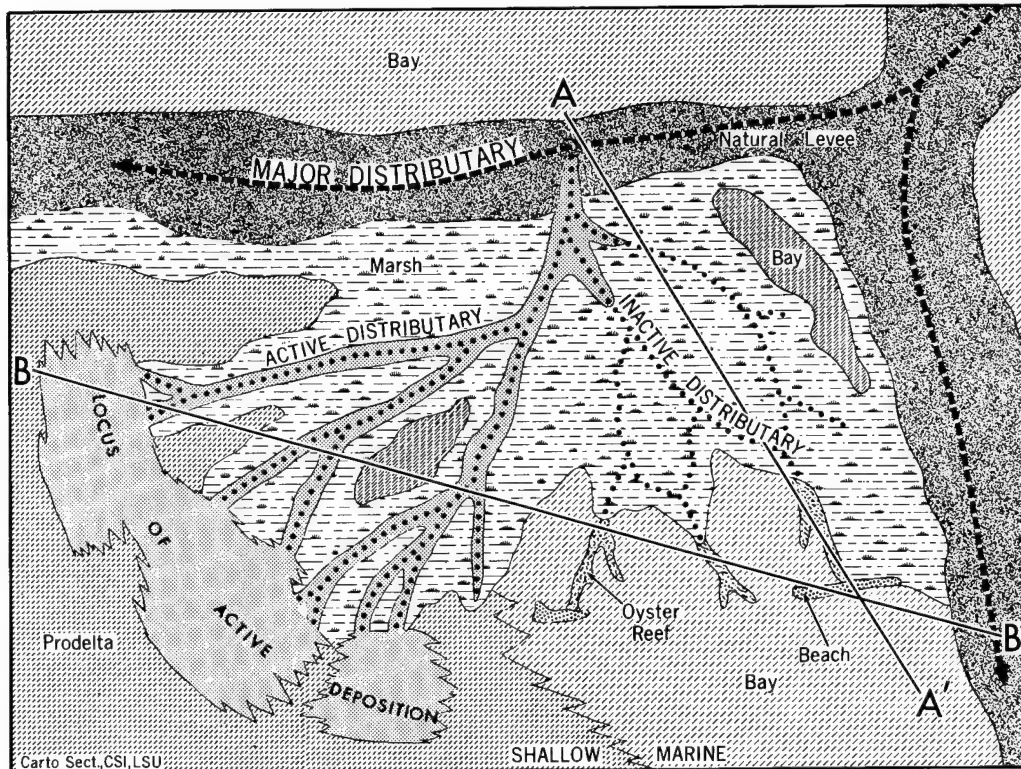 Bay
A
Natural Levee
MAJOR DISTRIBUTARY
Marsh
Bay
ACTIVE DISTRIBUTARY
INACTIVE DISTRIBUTARY
B
LOCUS OF ACTIVE DEPOSITION
Oyster
Reef
Beach
B
Prodelta
Bay
A'
SHALLOW MARINE
Carto Sect., CSI, LSU